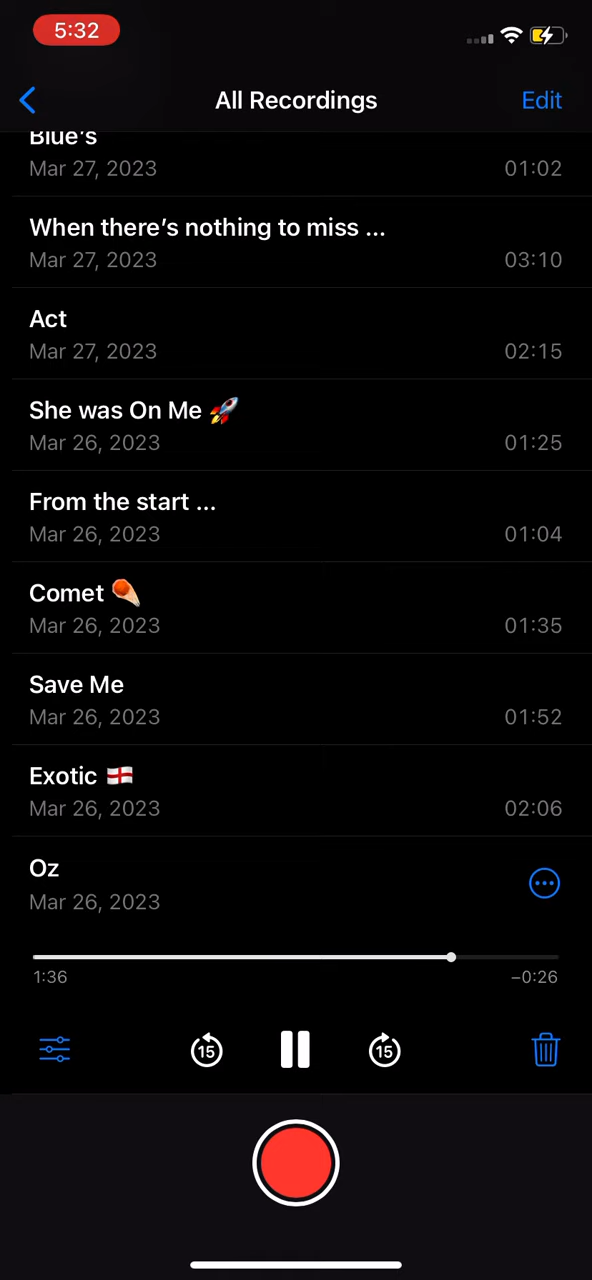 5:32
All Recordings
Edit
Blue's
Mar 27, 2023
01:02
When there’s nothing to miss ...
Mar 27, 2023
03:10
Act
Mar 27, 2023
02:15
She was On Me 🚀
Mar 26, 2023
01:25
From the start ...
Mar 26, 2023
01:04
Comet ☄️
Mar 26, 2023
01:35
Save Me
Mar 26, 2023
01:52
Exotic 🏴󠁧󠁢󠁥󠁮󠁧󠁿
Mar 26, 2023
02:06
Oz
Mar 26, 2023
1:36
–0:26
15
15